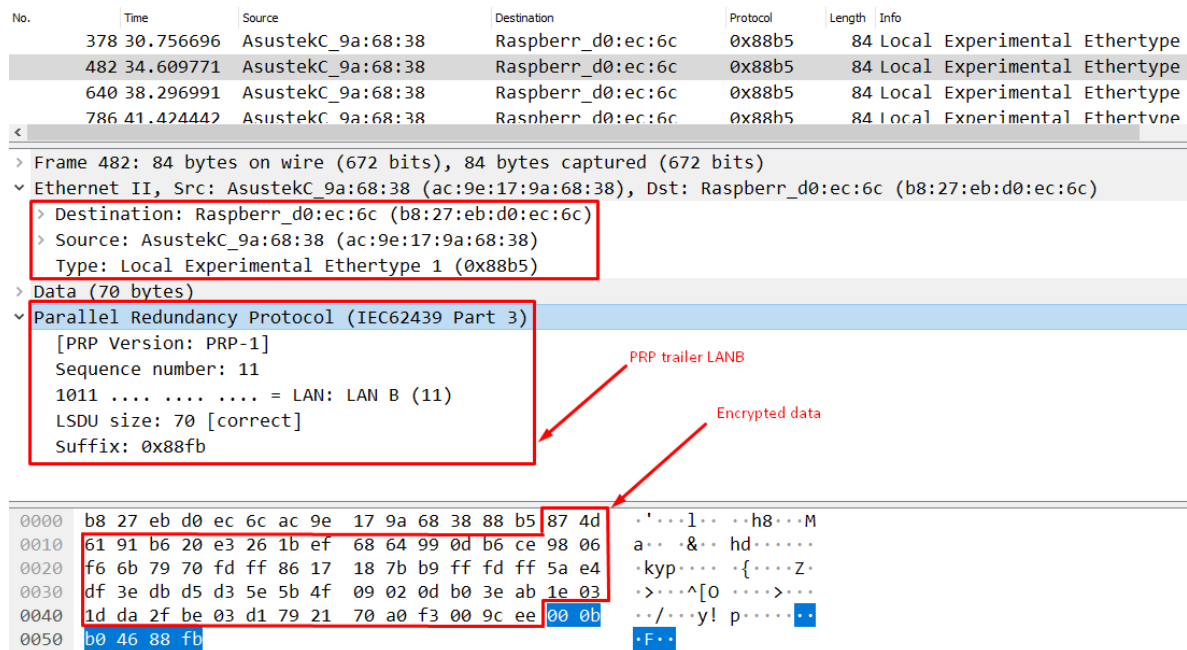 No. Time Source Destination Protocol Length Info
378 30.756696 AsustekC_9a:68:38 Raspberr_d0:ec:6c 0x88b5 84 Local Experimental Ethertype
482 34.609771 AsustekC_9a:68:38 Raspberr_d0:ec:6c 0x88b5 84 Local Experimental Ethertype
640 38.296991 AsustekC_9a:68:38 Raspberr_d0:ec:6c 0x88b5 84 Local Experimental Ethertype
786 41.424442 AsustekC_9a:68:38 Raspberr_d0:ec:6c 0x88b5 84 Local Experimental Ethertype
Frame 482: 84 bytes on wire (672 bits), 84 bytes captured (672 bits)
Ethernet II, Src: AsustekC_9a:68:38 (ac:9e:17:9a:68:38), Dst: Raspberr_d0:ec:6c (b8:27:eb:d0:ec:6c)
Destination: Raspberr_d0:ec:6c (b8:27:eb:d0:ec:6c)
Source: AsustekC_9a:68:38 (ac:9e:17:9a:68:38)
Type: Local Experimental Ethertype 1 (0x88b5)
Data (70 bytes)
Parallel Redundancy Protocol (IEC62439 Part 3)
[PRP Version: PRP-1]
PRP trailer LANB
Sequence number: 11
1011 .... .... .... = LAN: LAN B (11)
Encrypted data
LSDU size: 70 [correct]
Suffix: 0x88fb
0000 b8 27 eb d0 ec 6c ac 9e 17 9a 68 38 88 b5 87 4d ·'···l·· ··h8···M
0010 61 91 b6 20 e3 26 1b ef 68 64 99 0d b6 ce 98 06 a·· ·&·· hd······
0020 f6 6b 79 70 fd ff 86 17 18 7b b9 ff fd ff 5a e4 ·kyp···· ·{····Z·
0030 df 3e db d5 d3 5e 5b 4f 09 02 0d b0 3e ab 1e 03 ·>···^[O ····>···
0040 1d da 2f be 03 d1 79 21 70 a0 f3 00 9c ee 00 0b ··/···y! p·······
0050 b0 46 88 fb ·F··